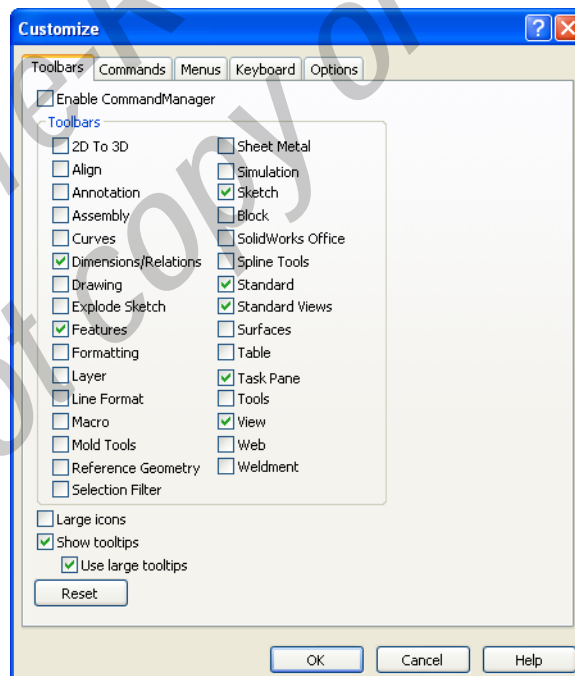 Customize
Toolbars Commands Menus Keyboard Options
Enable CommandManager
Toolbars
2D To 3D
Align
Annotation
Assembly
Curves
Dimensions/Relations
Drawing
Explode Sketch
Features
Formatting
Layer
Line Format
Macro
Mold Tools
Reference Geometry
Selection Filter
Sheet Metal
Simulation
Sketch
Block
SolidWorks Office
Spline Tools
Standard
Standard Views
Surfaces
Table
Task Pane
Tools
View
Web
Weldment
Large icons
Show tooltips
Use large tooltips
Reset
OK Cancel Help